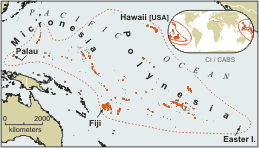 PACIFIC
OCEAN
Micronesia
Polynesia
Hawaii [USA]
Palau
CI / CABS
0 2000
kilometers
Fiji
Easter I.